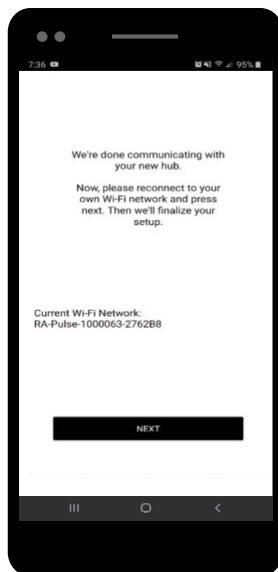 7:36 95%
We're done communicating with
your new hub.
Now, please reconnect to your
own Wi-Fi network and press
next. Then we'll finalize your
setup.
Current Wi-Fi Network:
RA-Pulse-1000063-2762B8
NEXT